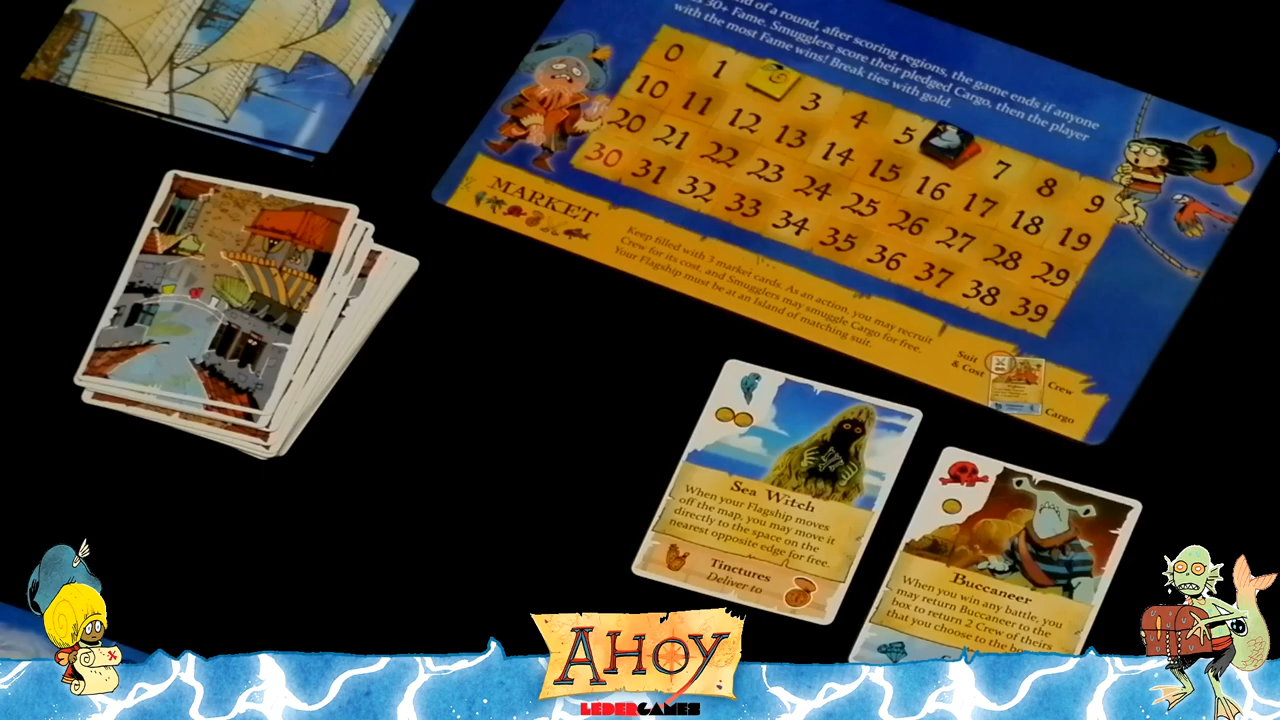 nd of a round, after scoring regions, the game ends if anyone
30+ Fame. Smugglers score their pledged Cargo, then the player
with the most Fame wins! Break ties with gold.
0 1 3 4 5 7 8 9
10 11 12 13 14 15 16 17 18 19
20 21 22 23 24 25 26 27 28 29
30 31 32 33 34 35 36 37 38 39
MARKET
Keep filled with 3 market cards. As an action, you may recruit
Crew for its cost, and Smugglers may smuggle Cargo for free.
Your Flagship must be at an Island of matching suit.
Suit
& Cost
Crew
Cargo
Sea Witch
When your Flagship moves
off the map, you may move it
directly to the space on the
nearest opposite edge for free.
Tinctures
Deliver to
Buccaneer
When you win any battle, you
may return Buccaneer to the
box to return 2 Crew of theirs
that you choose to the
AHOY
LEDERGAMES